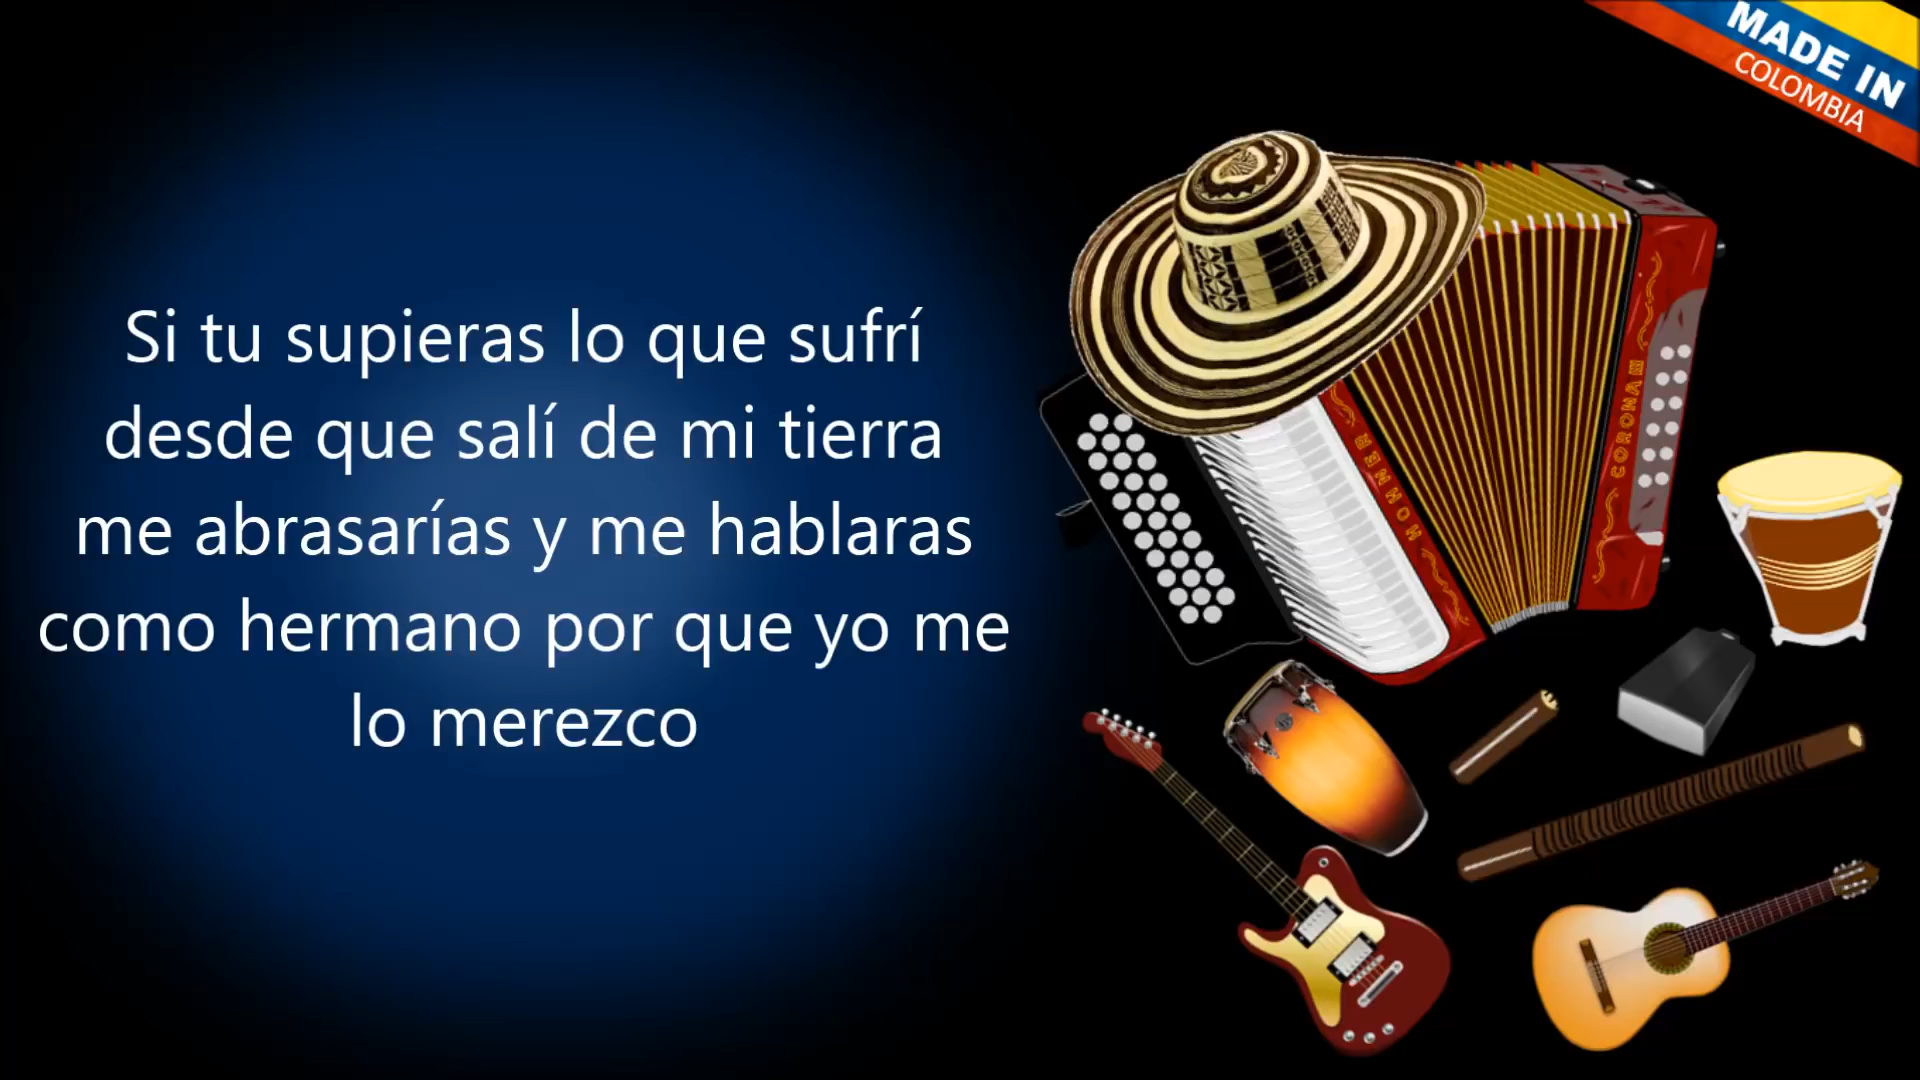 MADE IN
COLOMBIA
Si tu supieras lo que sufrí
desde que salí de mi tierra
me abrasarías y me hablaras
como hermano por que yo me
lo merezco
HOHNER
CORONA III